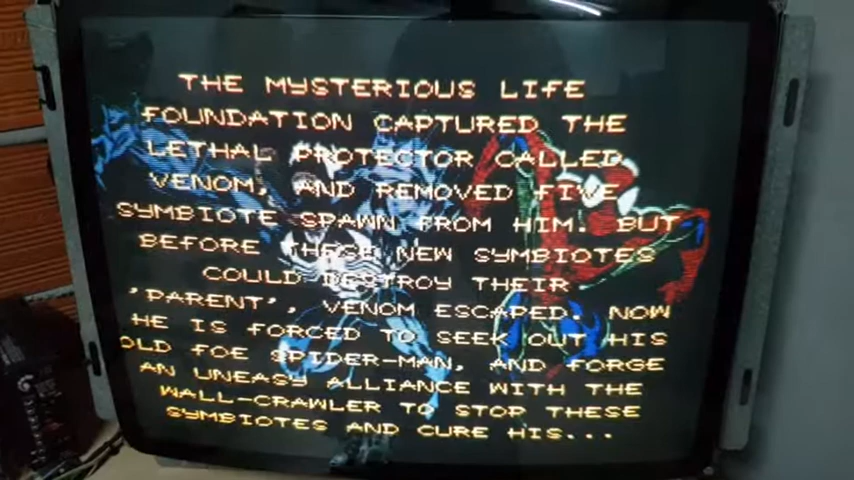 THE MYSTERIOUS LIFE
FOUNDATION CAPTURED THE
LETHAL PROTECTOR CALLED
VENOM, AND REMOVED FIVE
SYMBIOTE SPAWN FROM HIM. BUT
BEFORE THESE NEW SYMBIOTES
COULD DESTROY THEIR
'PARENT', VENOM ESCAPED. NOW
HE IS FORCED TO SEEK OUT HIS
OLD FOE SPIDER-MAN, AND FORGE
AN UNEASY ALLIANCE WITH THE
WALL-CRAWLER TO STOP THESE
SYMBIOTES AND CURE HIS....